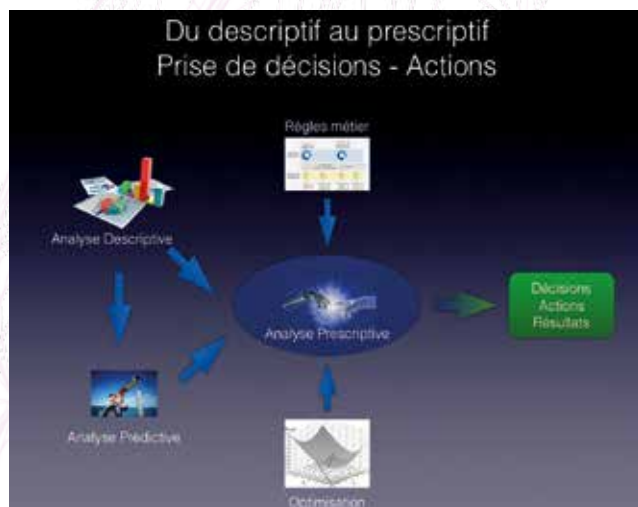 Du descriptif au prescriptif
Prise de décisions - Actions
Règles métier
Analyse Descriptive
Analyse Prescriptive
Décisions
Actions
Résultats
Analyse Prédictive
Optimisation